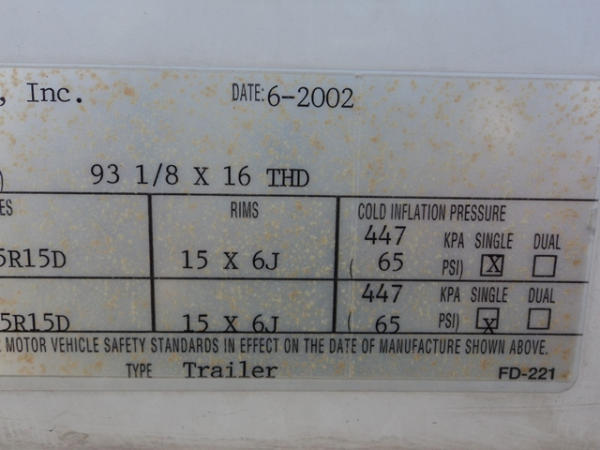 , Inc. DATE: 6-2002
) 93 1/8 X 16 THD
ES RIMS COLD INFLATION PRESSURE
447 KPA SINGLE DUAL
5R15D 15 X 6J ( 65 PSI) X
447 KPA SINGLE DUAL
5R15D 15 X 6J ( 65 PSI) X
MOTOR VEHICLE SAFETY STANDARDS IN EFFECT ON THE DATE OF MANUFACTURE SHOWN ABOVE.
TYPE Trailer FD-221